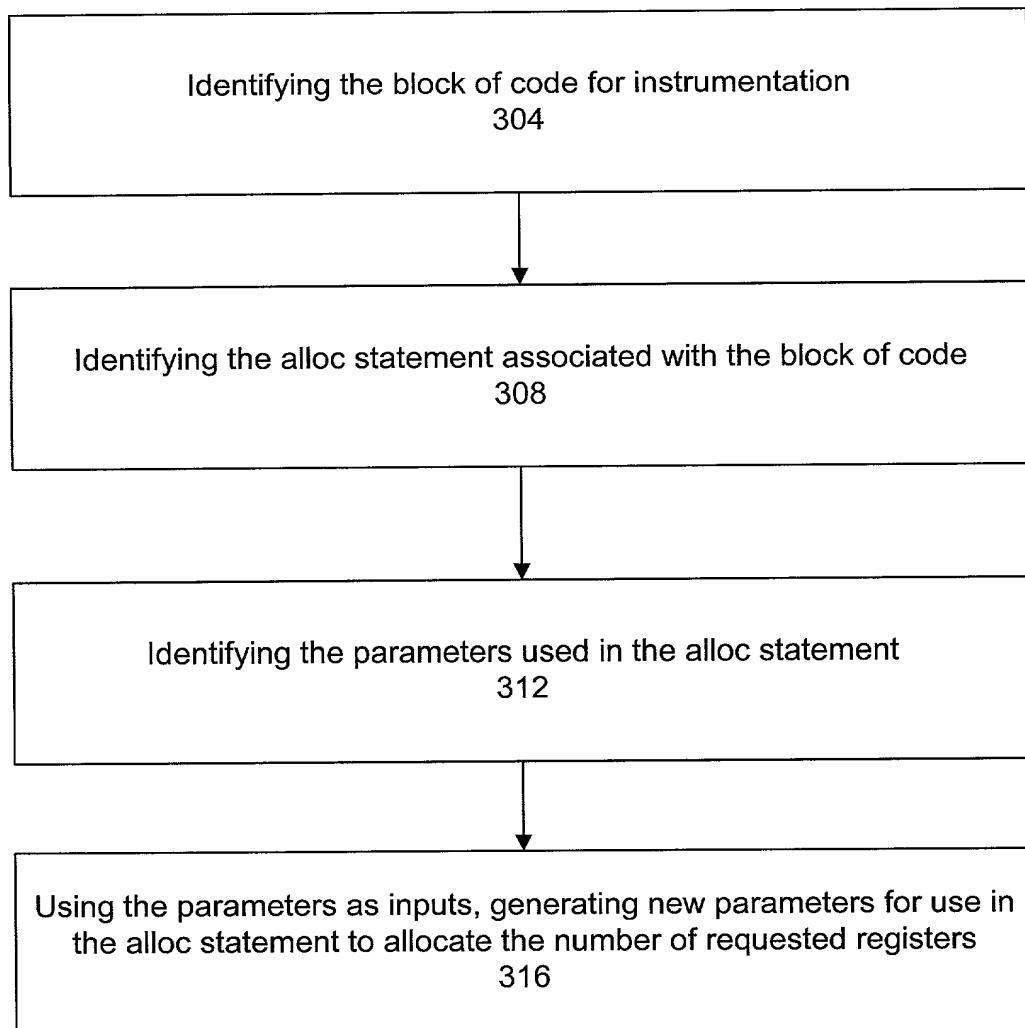 Identifying the block of code for instrumentation
304
Identifying the alloc statement associated with the block of code
308
Identifying the parameters used in the alloc statement
312
Using the parameters as inputs, generating new parameters for use in
the alloc statement to allocate the number of requested registers
316